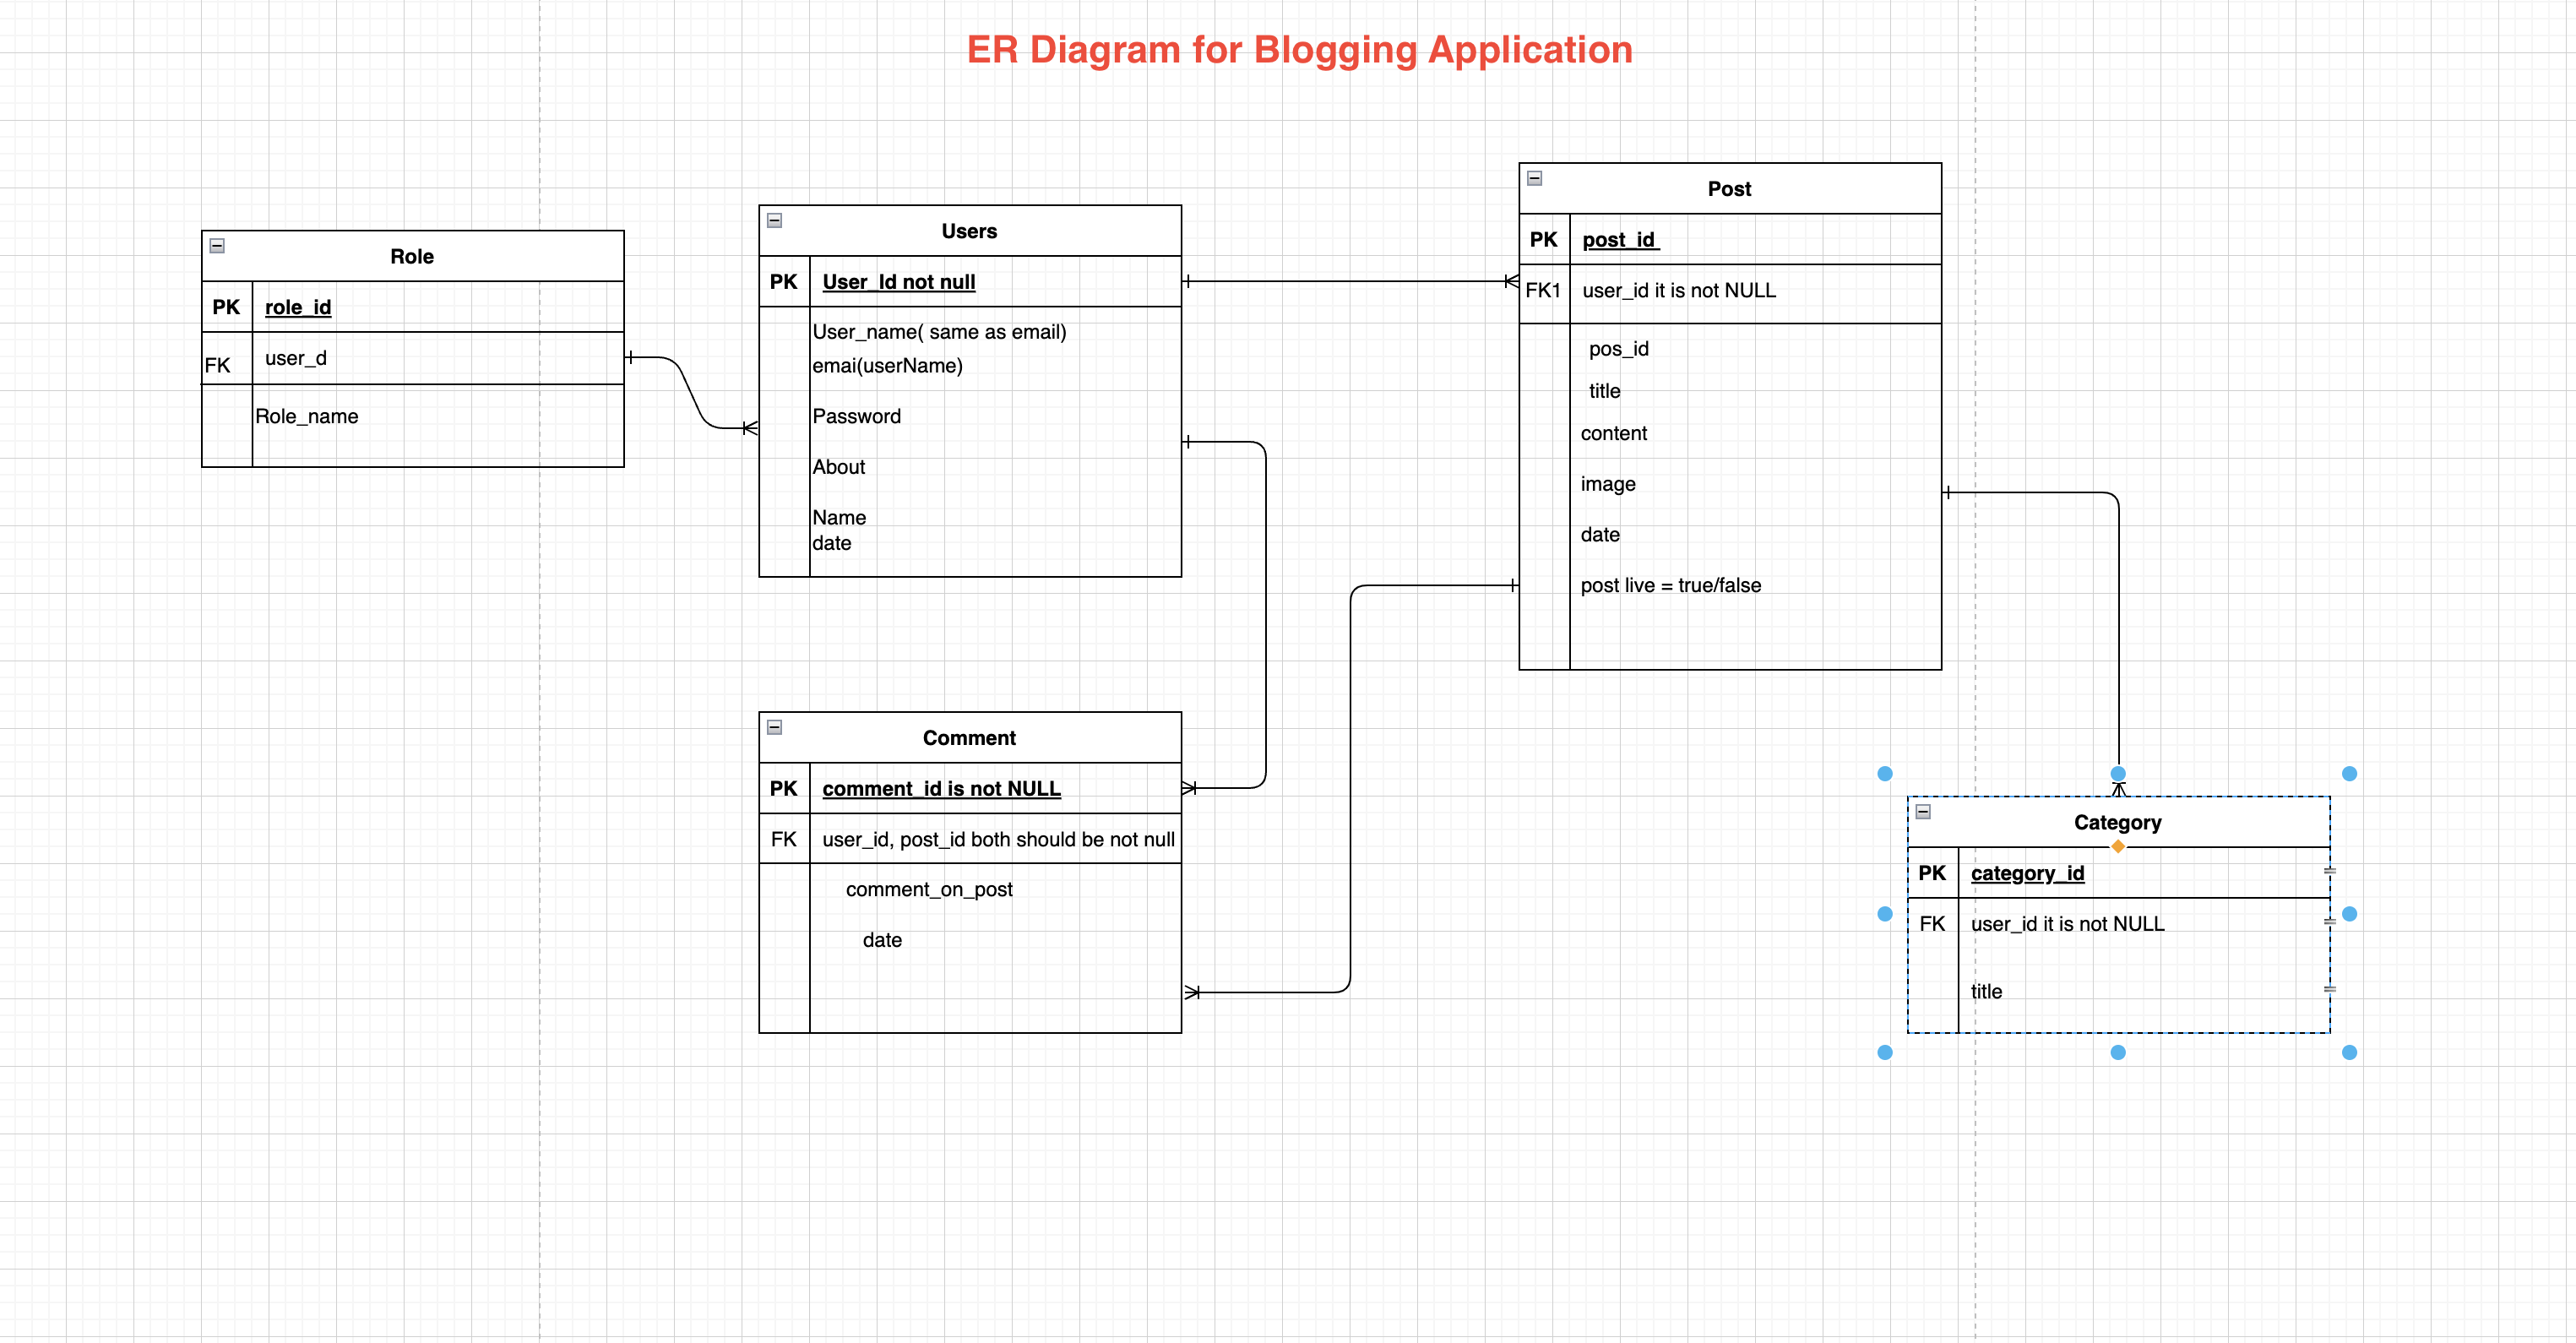 ER Diagram for Blogging Application
Role
PK role_id
FK user_d
Role_name
Users
PK User_Id not null
User_name( same as email)
emai(userName)
Password
About
Name
date
Post
PK post_id
FK1 user_id it is not NULL
pos_id
title
content
image
date
post live = true/false
Comment
PK comment_id is not NULL
FK user_id, post_id both should be not null
comment_on_post
date
Category
PK category_id
FK user_id it is not NULL
title